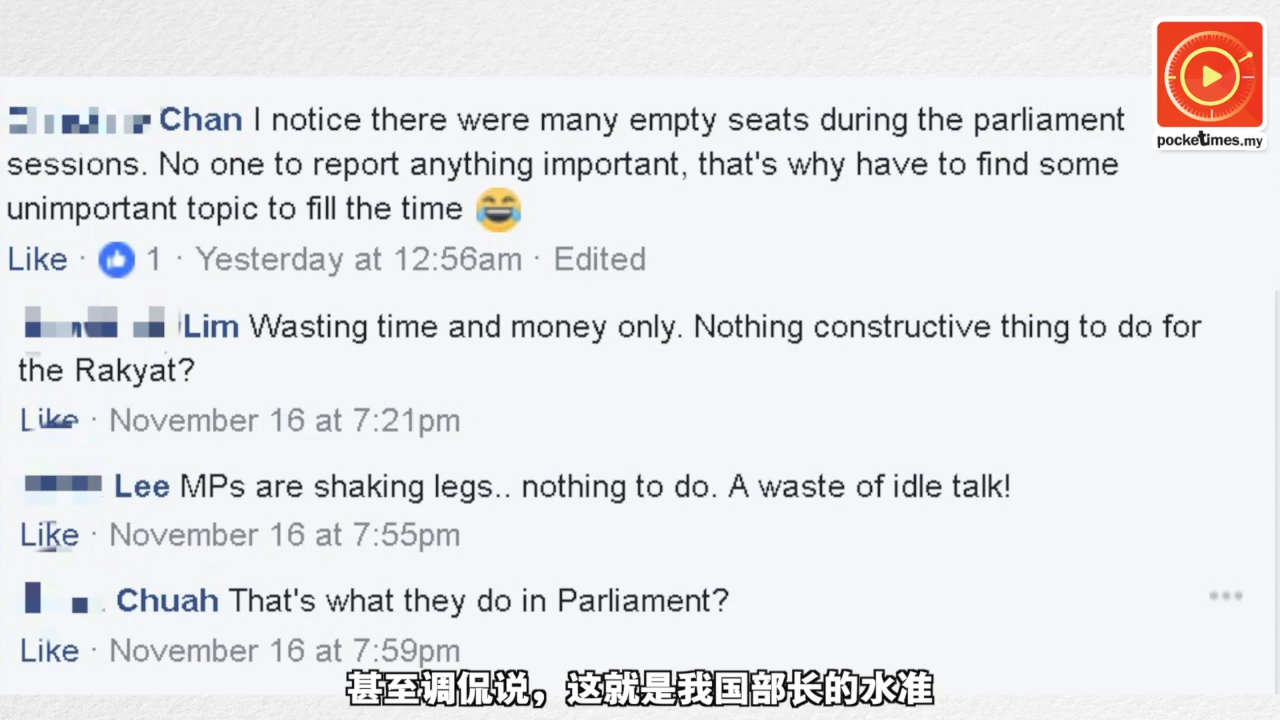 pocketimes.my
Chan I notice there were many empty seats during the parliament
sessions. No one to report anything important, that's why have to find some
unimportant topic to fill the time 😂
Like · 1 · Yesterday at 12:56am · Edited
Lim Wasting time and money only. Nothing constructive thing to do for
the Rakyat?
Like · November 16 at 7:21pm
Lee MPs are shaking legs.. nothing to do. A waste of idle talk!
Like · November 16 at 7:55pm
Chuah That's what they do in Parliament?
Like · November 16 at 7:59pm
甚至调侃说，这就是我国部长的水准